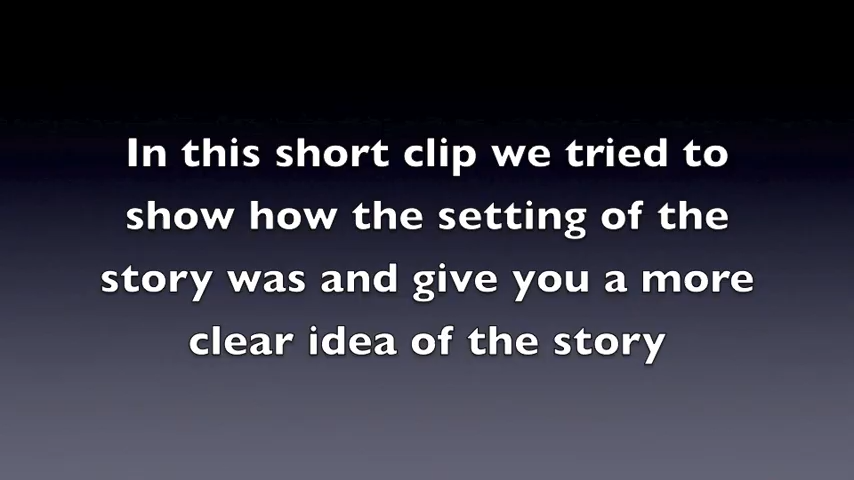 In this short clip we tried to
show how the setting of the
story was and give you a more
clear idea of the story